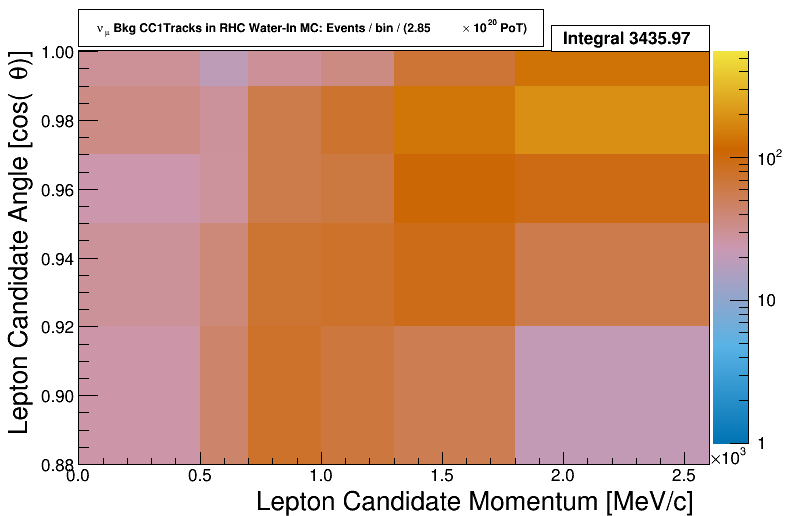 ν_μ Bkg CC1Tracks in RHC Water-In MC: Events / bin / (2.85 × 10^20 PoT)
Integral 3435.97
Lepton Candidate Angle [cos( θ)]
1.00
0.98
0.96
0.94
0.92
0.90
0.88
0.0 0.5 1.0 1.5 2.0 2.5
×10^3
Lepton Candidate Momentum [MeV/c]
10^2
10
1